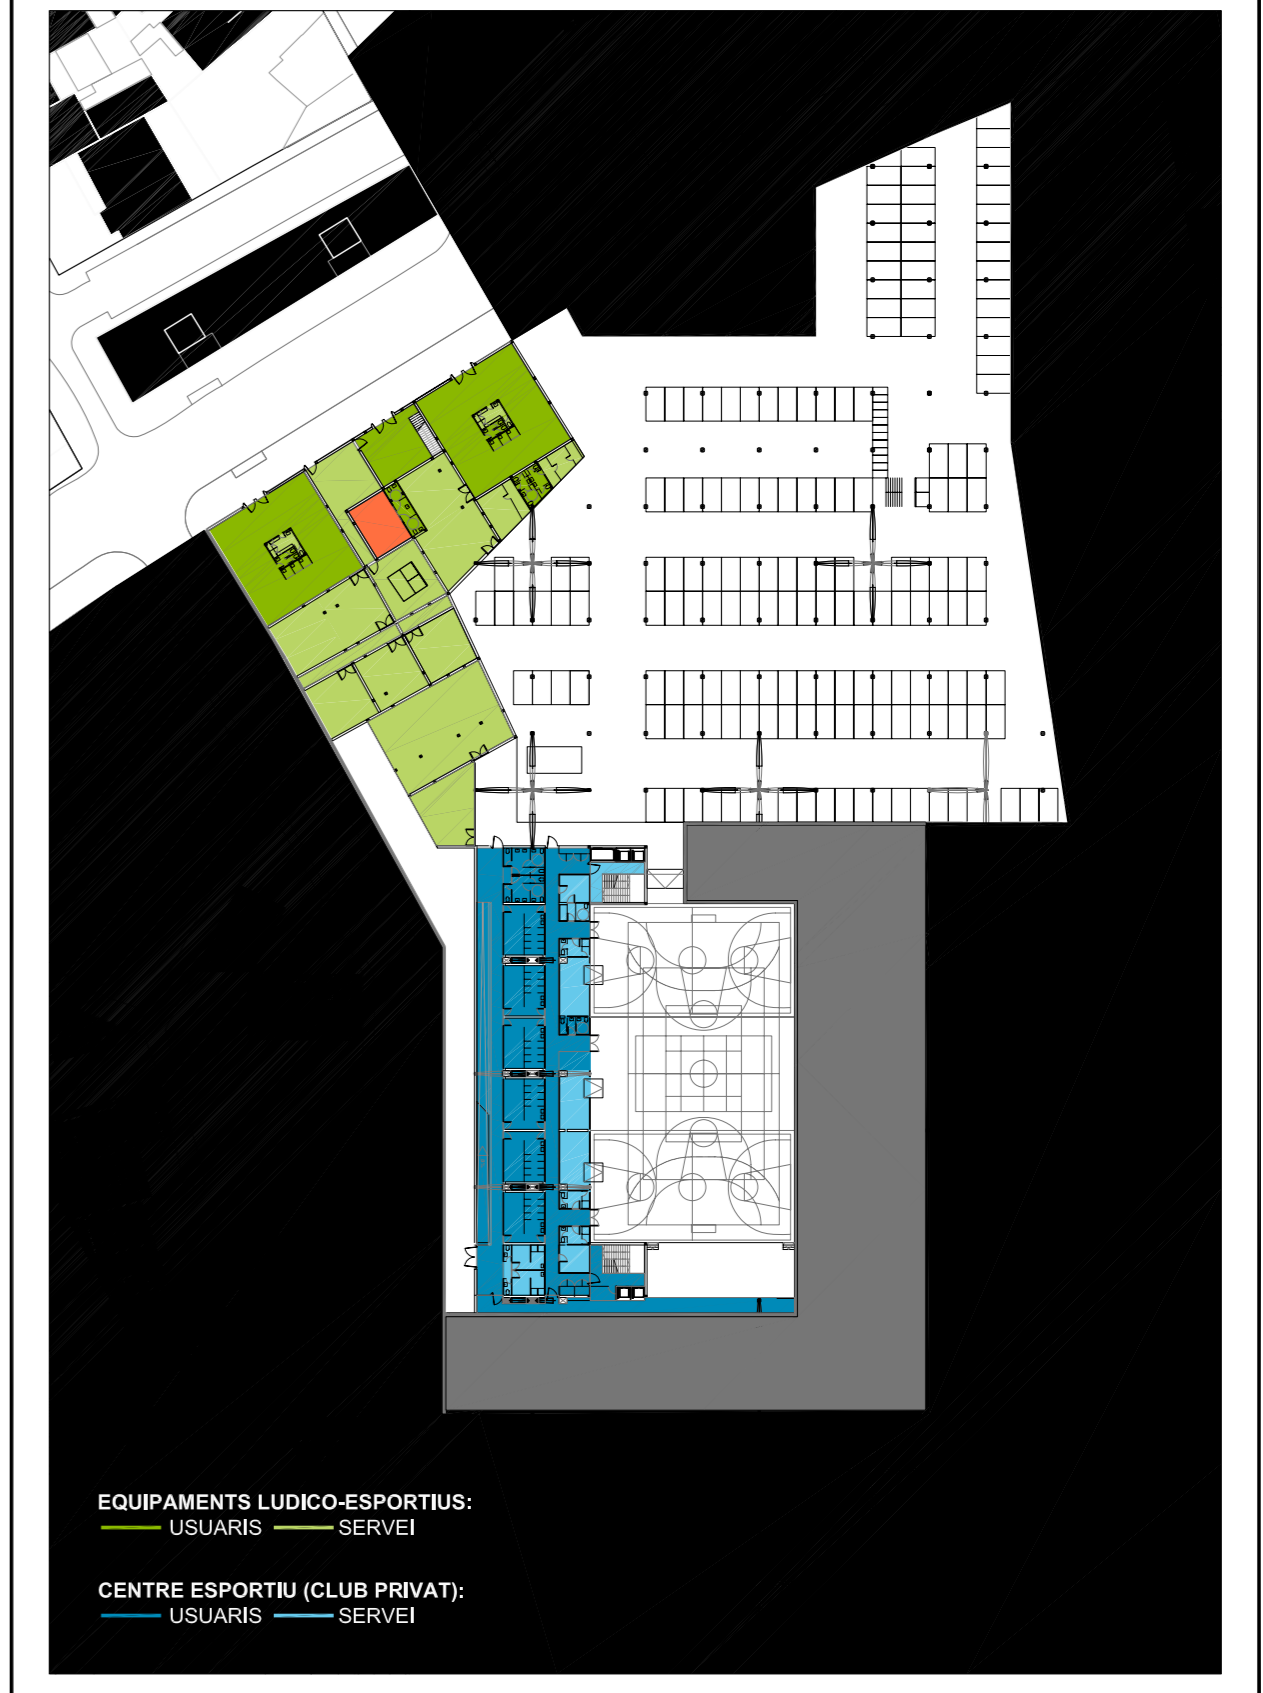 EQUIPAMENTS LUDICO-ESPORTIUS:
USUARIS SERVEI
CENTRE ESPORTIU (CLUB PRIVAT):
USUARIS SERVEI